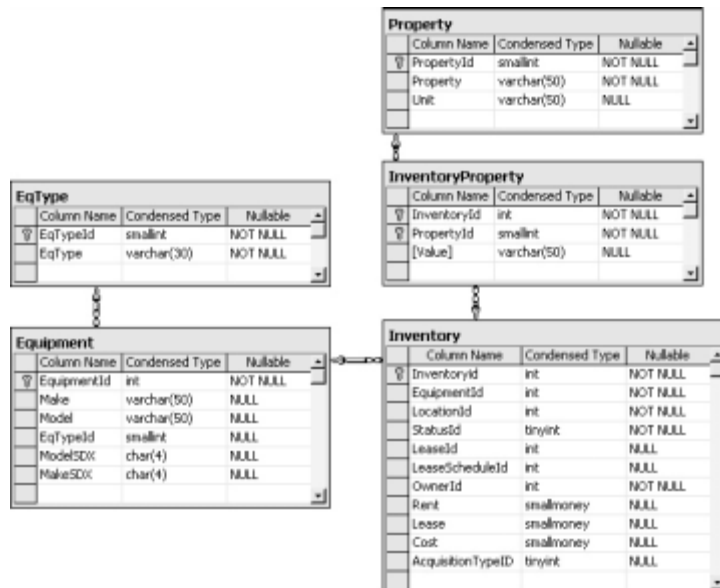 Property
Column Name Condensed Type Nullable
PropertyId smallint NOT NULL
Property varchar(50) NOT NULL
Unit varchar(50) NULL
InventoryProperty
Column Name Condensed Type Nullable
InventoryId int NOT NULL
PropertyId smallint NOT NULL
[Value] varchar(50) NULL
EqType
Column Name Condensed Type Nullable
EqTypeId smallint NOT NULL
EqType varchar(30) NOT NULL
Equipment
Column Name Condensed Type Nullable
EquipmentId int NOT NULL
Make varchar(50) NULL
Model varchar(50) NULL
EqTypeId smallint NULL
ModelSDX char(4) NULL
MakeSDX char(4) NULL
Inventory
Column Name Condensed Type Nullable
Inventoryid int NOT NULL
EquipmentId int NOT NULL
LocationId int NOT NULL
StatusId tinyint NOT NULL
LeaseId int NULL
LeaseScheduleId int NULL
OwnerId int NOT NULL
Rent smallmoney NULL
Lease smallmoney NULL
Cost smallmoney NULL
AcquisitionTypeID tinyint NULL